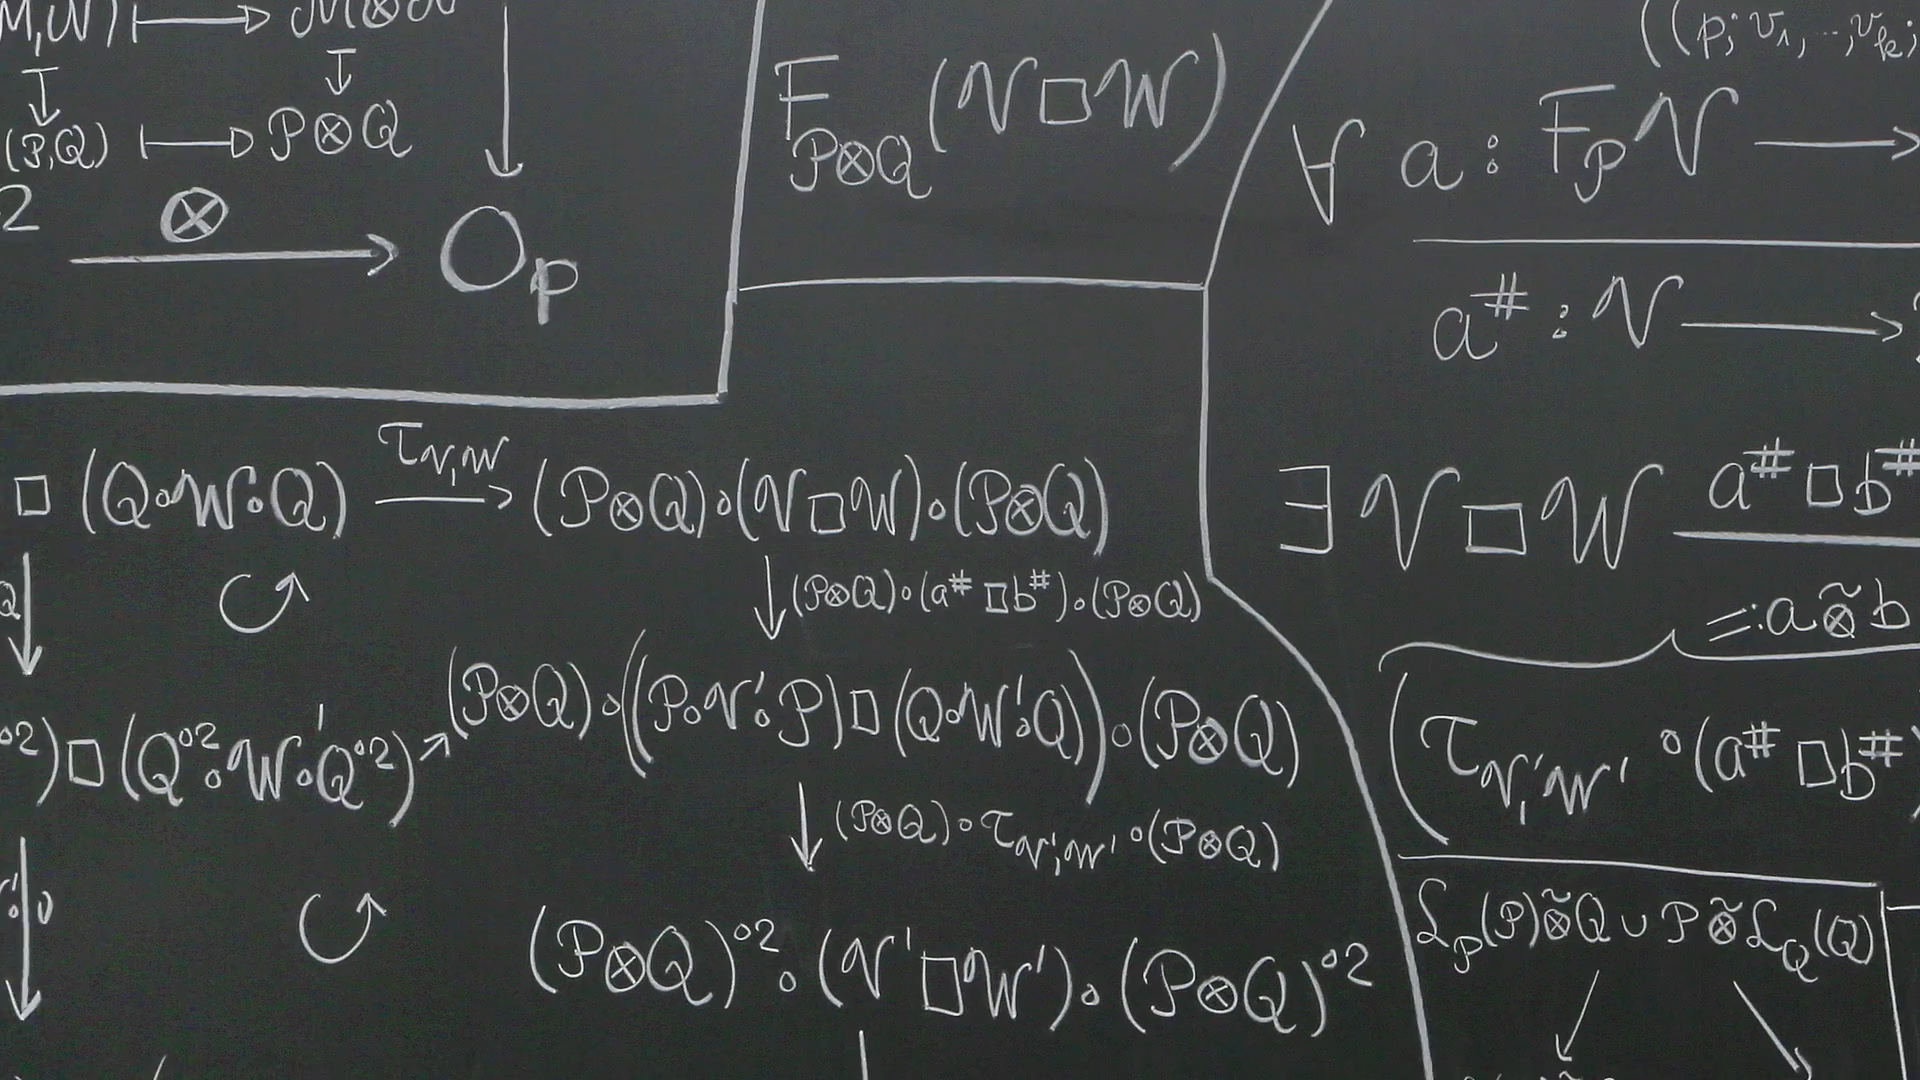 M,N) ↦ M⊗N
(P,Q) ↦ P⊗Q
2 ⊗ → Op
F_{P⊗Q}(V□W)
((p;v_1,...,v_k;
∀ a : F_P V →
a^# : V →
□ (Q∘W∘Q) τ_{V,W} → (P⊗Q)∘(V□W)∘(P⊗Q)
↓ (P⊗Q)∘(a^# □ b^#)∘(P⊗Q)
∃ V□W a^# □ b^#
=: a ⊗̃ b
∘2) □ (Q^{∘2}∘W'∘Q^{∘2}) ↗ (P⊗Q)∘((P∘V'∘P)□(Q∘W'∘Q))∘(P⊗Q)
↓ (P⊗Q)∘τ_{V',W'}∘(P⊗Q)
(τ_{V',W'} ∘(a^# □ b^#)
(P⊗Q)^{∘2}∘(V'□W')∘(P⊗Q)^{∘2}
L_P(P) ⊗̃ Q ∪ P ⊗̃ L_Q(Q)